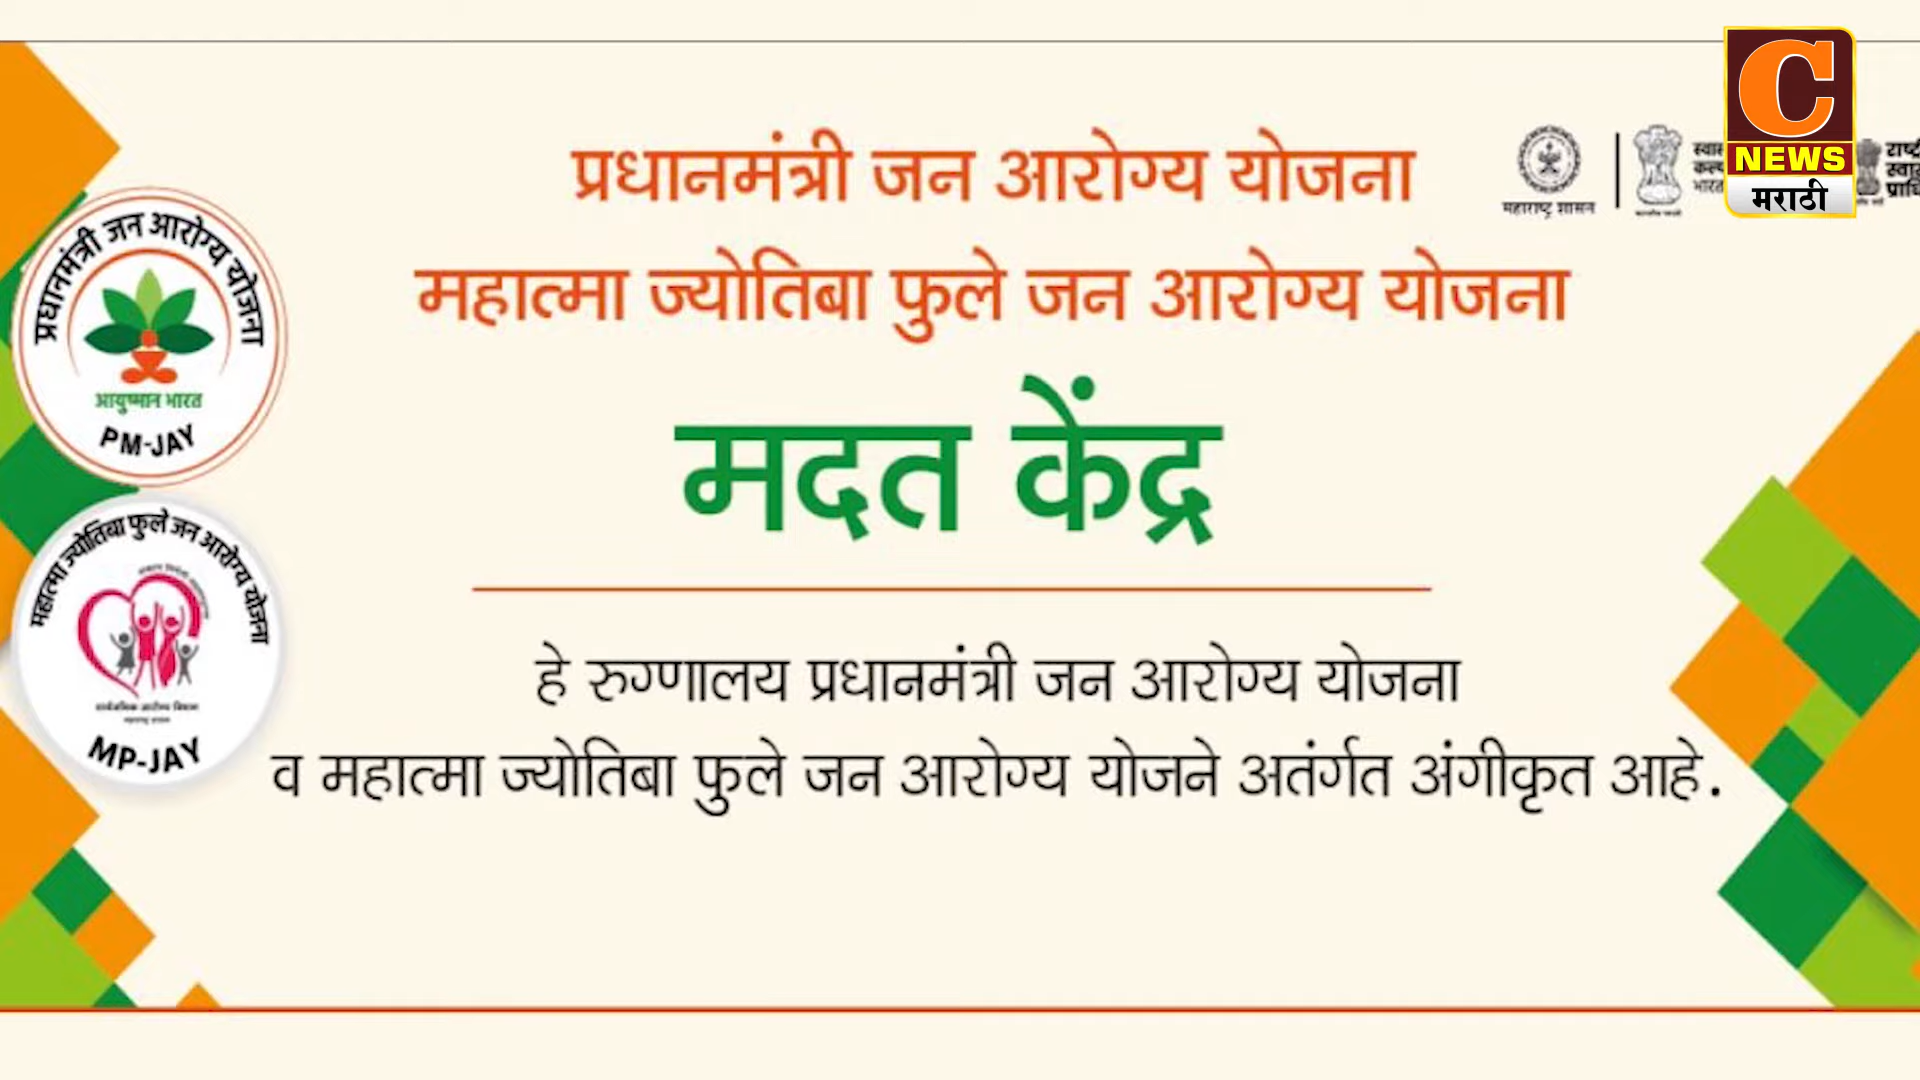 प्रधानमंत्री जन आरोग्य योजना
महात्मा ज्योतिबा फुले जन आरोग्य योजना
मदत केंद्र
हे रुग्णालय प्रधानमंत्री जन आरोग्य योजना
व महात्मा ज्योतिबा फुले जन आरोग्य योजने अतंर्गत अंगीकृत आहे.
प्रधानमंत्री जन आरोग्य योजना
आयुष्मान भारत
PM-JAY
महात्मा ज्योतिबा फुले जन आरोग्य योजना
MP-JAY
महाराष्ट्र शासन
C
NEWS
मराठी